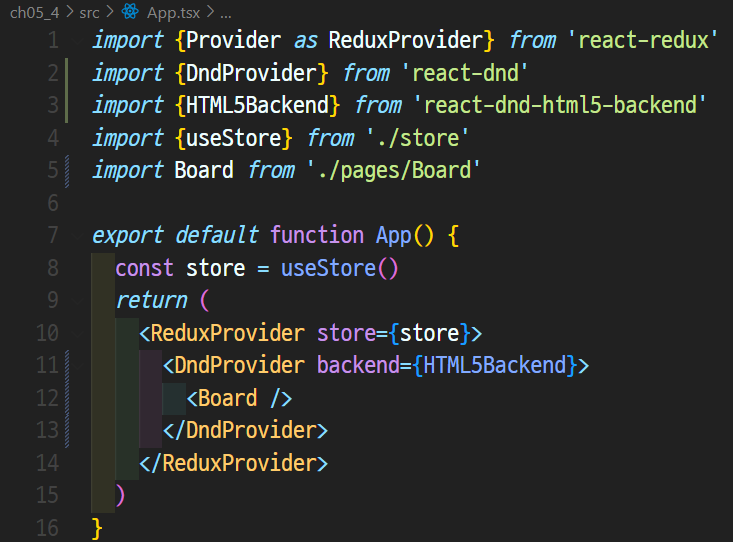 ch05_4 > src > App.tsx > ...
1 import {Provider as ReduxProvider} from 'react-redux'
2 import {DndProvider} from 'react-dnd'
3 import {HTML5Backend} from 'react-dnd-html5-backend'
4 import {useStore} from './store'
5 import Board from './pages/Board'
6
7 export default function App() {
8   const store = useStore()
9   return (
10     <ReduxProvider store={store}>
11       <DndProvider backend={HTML5Backend}>
12         <Board />
13       </DndProvider>
14     </ReduxProvider>
15   )
16 }